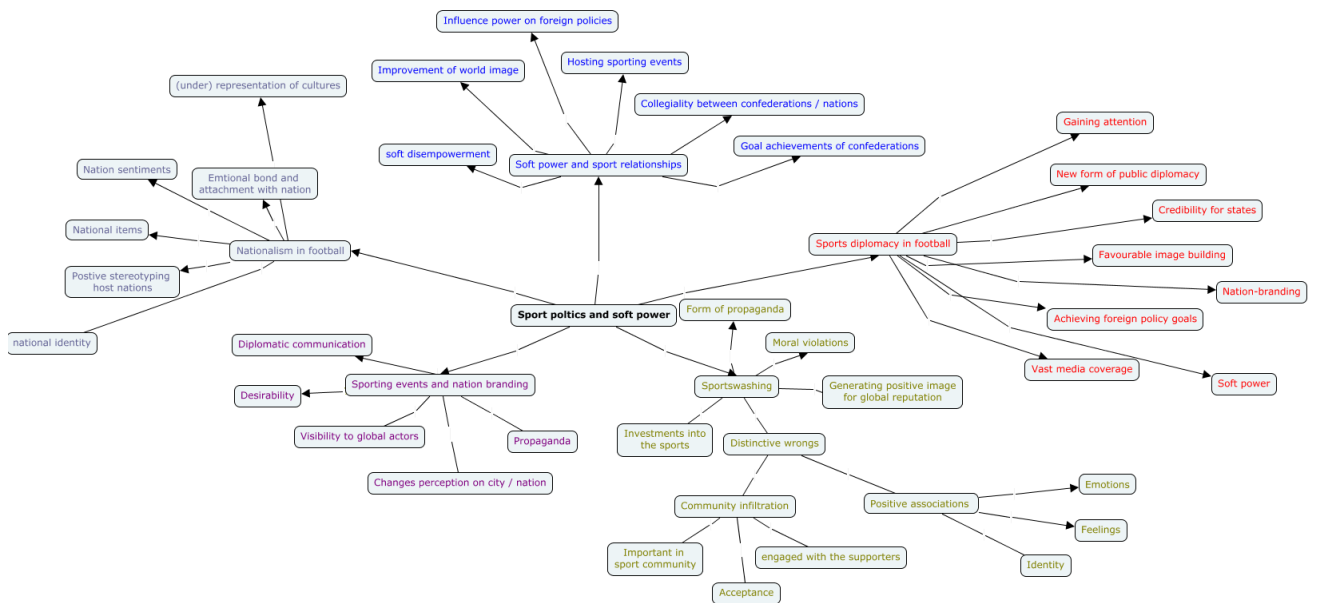 Influence power on foreign policies
Improvement of world image
Hosting sporting events
Collegiality between confederations / nations
soft disempowerment
Soft power and sport relationships
Goal achievements of confederations
(under) representation of cultures
Nation sentiments
Emtional bond and
attachment with nation
National items
Nationalism in football
Postive stereotyping
host nations
national identity
Gaining attention
New form of public diplomacy
Credibility for states
Sports diplomacy in football
Favourable image building
Nation-branding
Achieving foreign policy goals
Vast media coverage
Soft power
Sport poltics and soft power
Diplomatic communication
Sporting events and nation branding
Desirability
Visibility to global actors
Propaganda
Changes perception on city / nation
Form of propaganda
Moral violations
Sportswashing
Generating positive image
for global reputation
Investments into
the sports
Distinctive wrongs
Community infiltration
Positive associations
Emotions
Feelings
Identity
Important in
sport community
engaged with the supporters
Acceptance